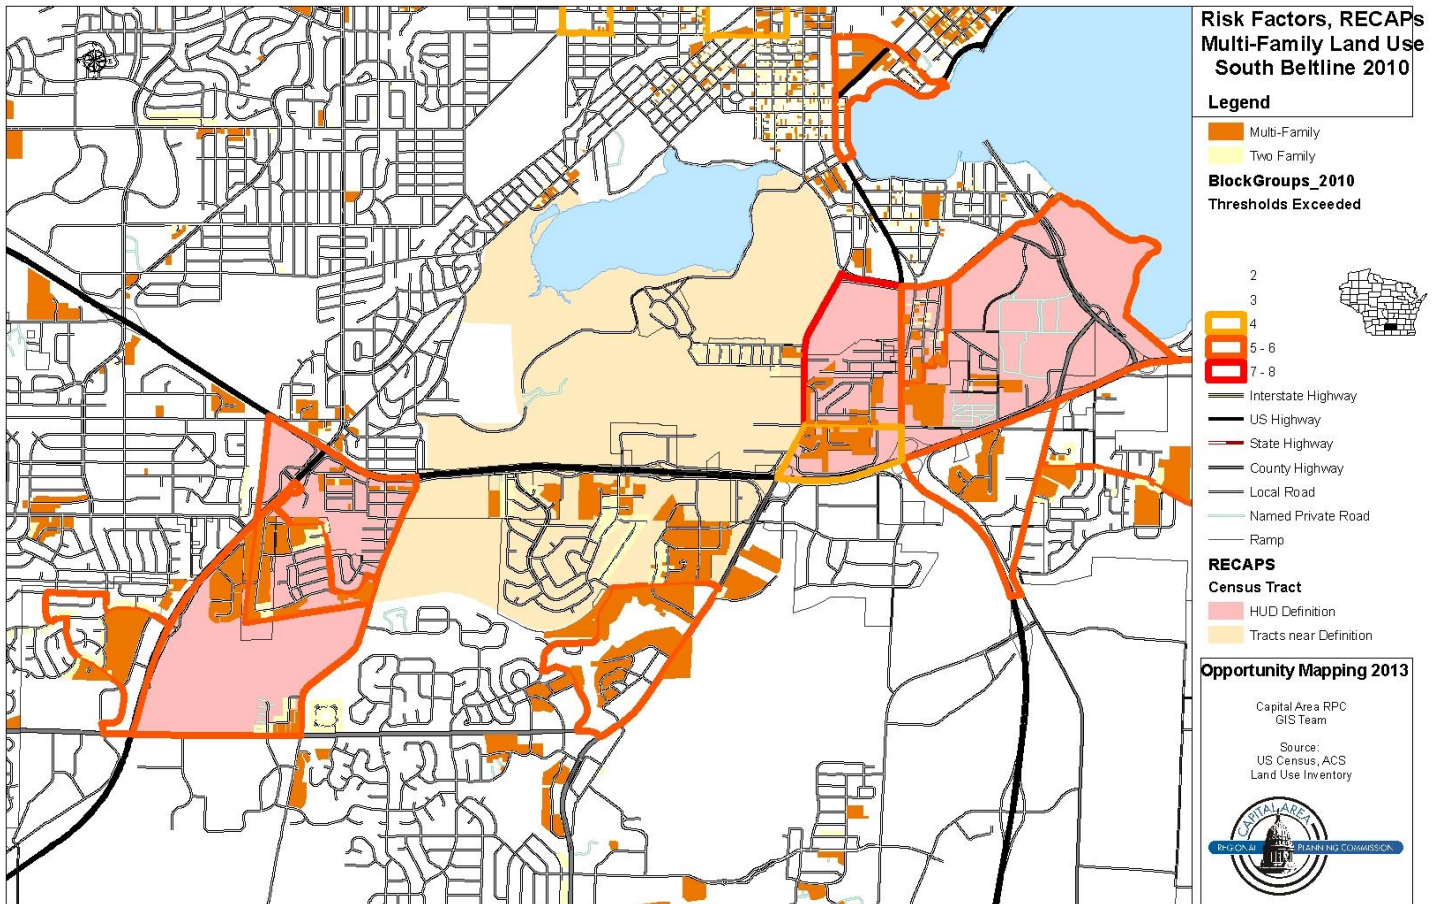 Risk Factors, RECAPs
Multi-Family Land Use
South Beltline 2010
Legend
Multi-Family
Two Family
BlockGroups_2010
Thresholds Exceeded
2
3
4
5 - 6
7 - 8
Interstate Highway
US Highway
State Highway
County Highway
Local Road
Named Private Road
Ramp
RECAPS
Census Tract
HUD Definition
Tracts near Definition
Opportunity Mapping 2013
Capital Area RPC
GIS Team
Source:
US Census, ACS
Land Use Inventory
CAPITAL AREA
REGIONAL PLANNING COMMISSION